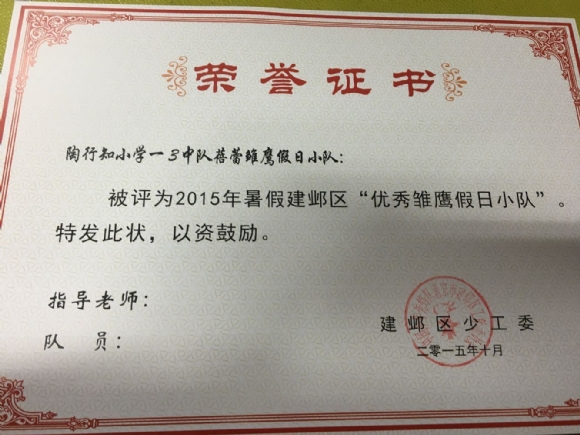 荣誉证书
陶行知小学一3中队蓓蕾雏鹰假日小队：
被评为2015年暑假建邺区“优秀雏鹰假日小队”。
特发此状，以资鼓励。
指导老师：
队 员：
建邺区少工委
二零一五年十月